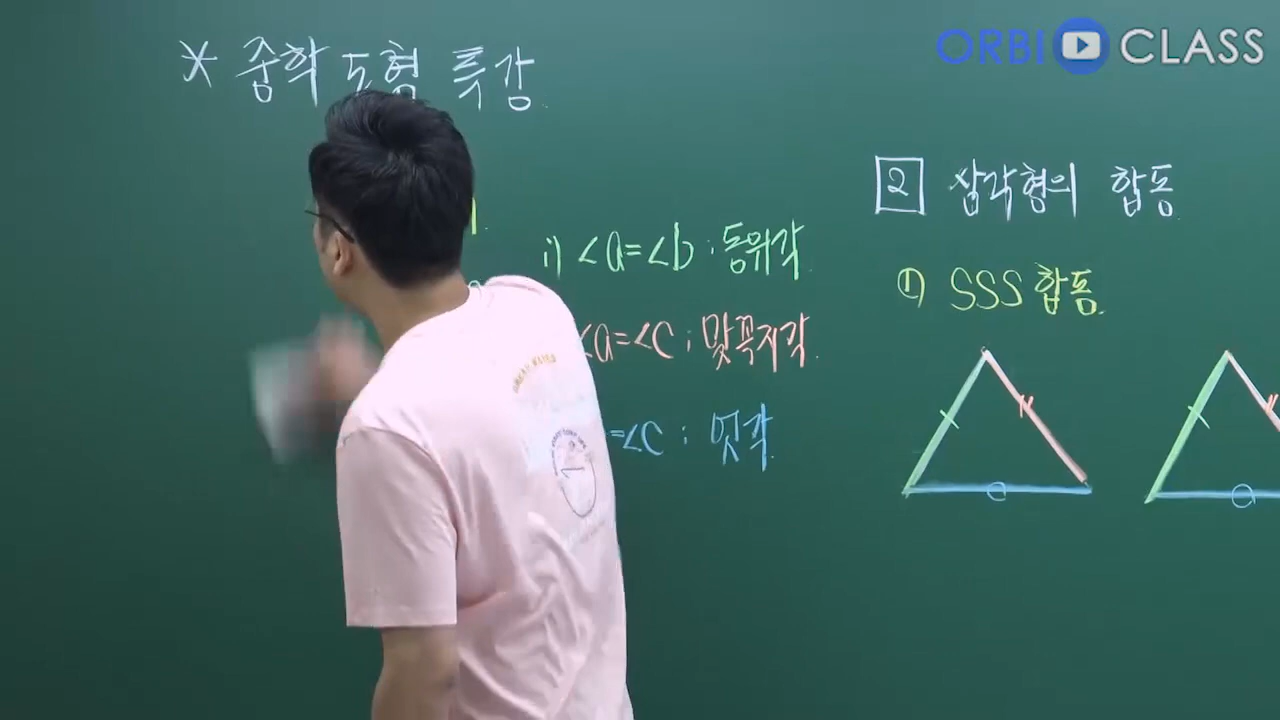 ORBI CLASS
* 중학 도형 특강.
i) ∠a=∠b ; 동위각.
∠a=∠c ; 맞꼭지각.
=∠c ; 엇각.
2 삼각형의 합동.
① SSS 합동.